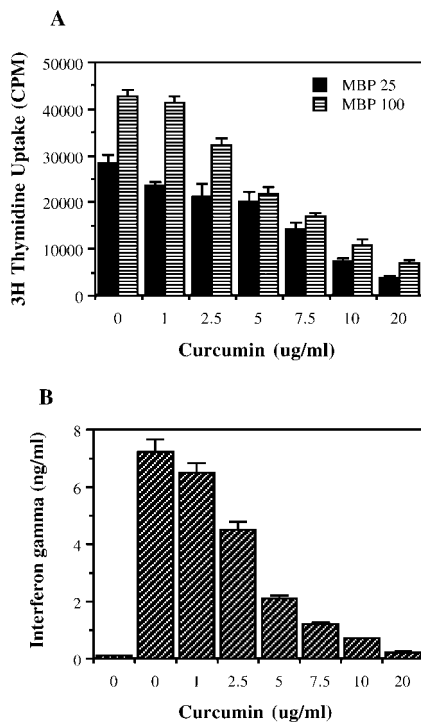 A
3H Thymidine Uptake (CPM)
50000
40000
30000
20000
10000
0
MBP 25
MBP 100
0 1 2.5 5 7.5 10 20
Curcumin (ug/ml)
B
Interferon gamma (ng/ml)
8
6
4
2
0
0 0 1 2.5 5 7.5 10 20
Curcumin (ug/ml)